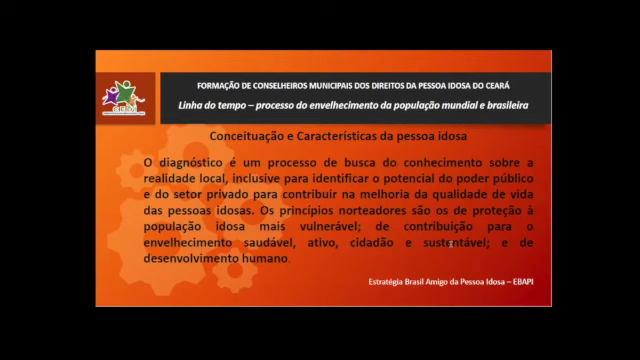 FORMAÇÃO DE CONSELHEIROS MUNICIPAIS DOS DIREITOS DA PESSOA IDOSA DO CEARÁ
Linha do tempo – processo do envelhecimento da população mundial e brasileira
Conceituação e Características da pessoa idosa
O diagnóstico é um processo de busca do conhecimento sobre a
realidade local, inclusive para identificar o potencial do poder público
e do setor privado para contribuir na melhoria da qualidade de vida
das pessoas idosas. Os princípios norteadores são os de proteção à
população idosa mais vulnerável; de contribuição para o
envelhecimento saudável, ativo, cidadão e sustentável; e de
desenvolvimento humano.
Estratégia Brasil Amigo da Pessoa Idosa – EBAPI